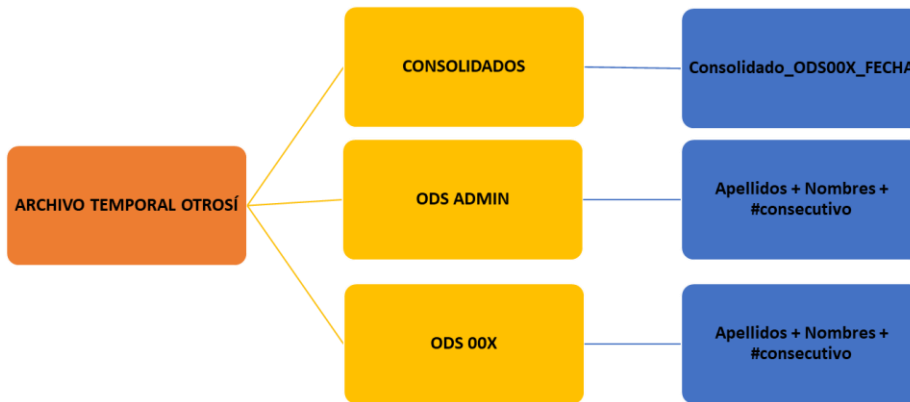 CONSOLIDADOS
Consolidado_ODS00X_FECHA
ARCHIVO TEMPORAL OTROSÍ
ODS ADMIN
Apellidos + Nombres +
#consecutivo
ODS 00X
Apellidos + Nombres +
#consecutivo